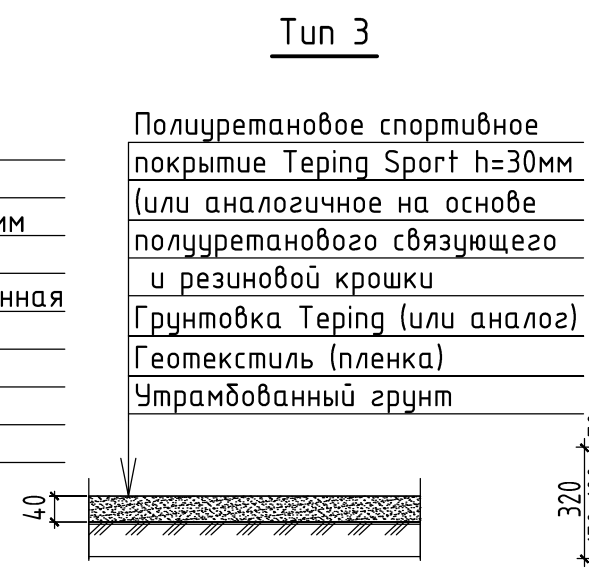 Тип 3
Полиуретановое спортивное
покрытие Teping Sport h=30мм
(или аналогичное на основе
полууретанового связующего
и резиновой крошки
Грунтовка Teping (или аналог)
Геотекстиль (пленка)
Утрамбованный грунт
мм
нная
40
320